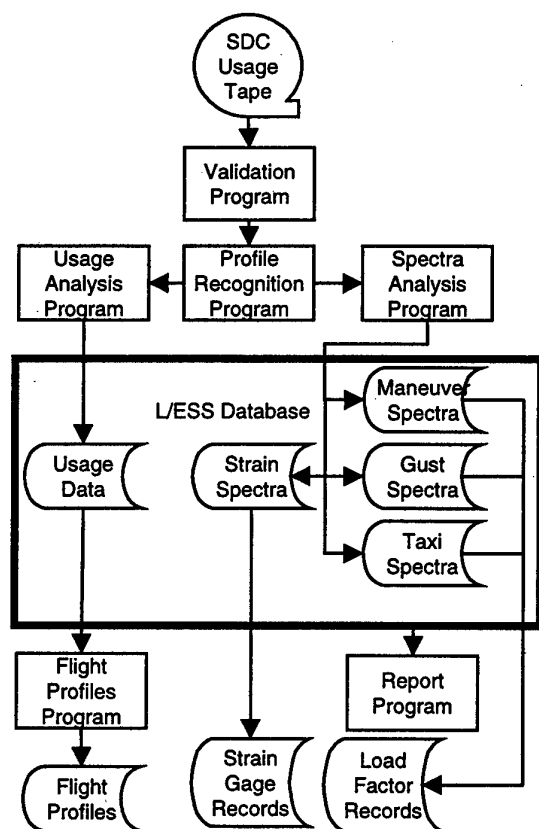 SDC
Usage
Tape
Validation
Program
Usage
Analysis
Program
Profile
Recognition
Program
Spectra
Analysis
Program
L/ESS Database
Maneuver
Spectra
Usage
Data
Strain
Spectra
Gust
Spectra
Taxi
Spectra
Flight
Profiles
Program
Report
Program
Flight
Profiles
Strain
Gage
Records
Load
Factor
Records